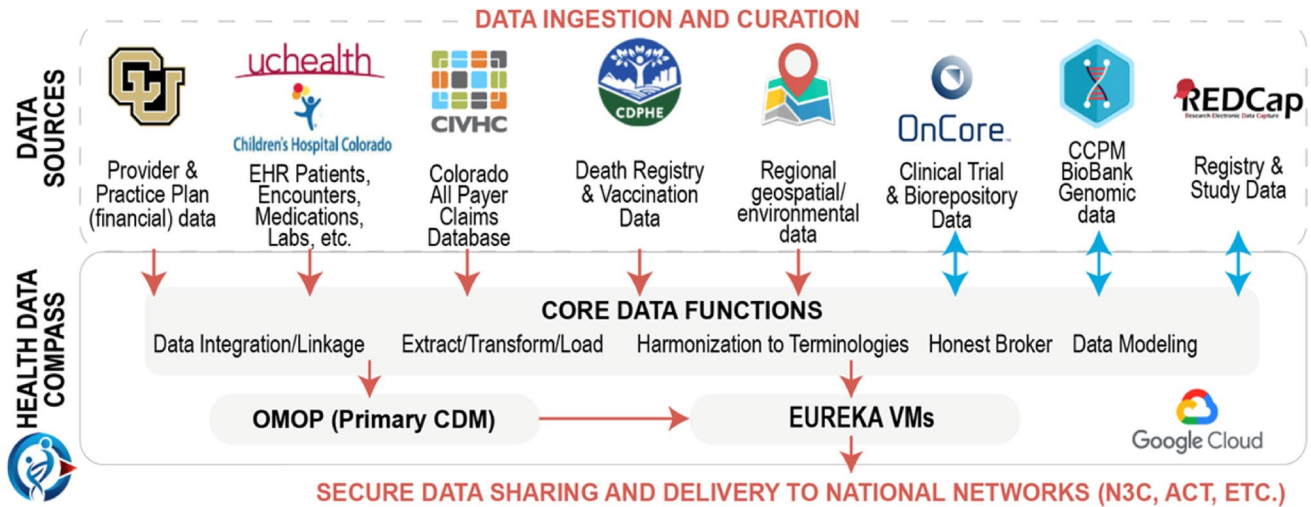 DATA INGESTION AND CURATION
DATA
SOURCES
CU
Provider &
Practice Plan
(financial) data
uchealth
Children's Hospital Colorado
EHR Patients,
Encounters,
Medications,
Labs, etc.
CIVHC
Colorado
All Payer
Claims
Database
CDPHE
Death Registry
& Vaccination
Data
Regional
geospatial/
environmental
data
OnCore™
Clinical Trial
& Biorepository
Data
CCPM
BioBank
Genomic
data
REDCap
Research Electronic Data Capture
Registry &
Study Data
HEALTH DATA
COMPASS
CORE DATA FUNCTIONS
Data Integration/Linkage
Extract/Transform/Load
Harmonization to Terminologies
Honest Broker
Data Modeling
OMOP (Primary CDM)
EUREKA VMs
Google Cloud
SECURE DATA SHARING AND DELIVERY TO NATIONAL NETWORKS (N3C, ACT, ETC.)